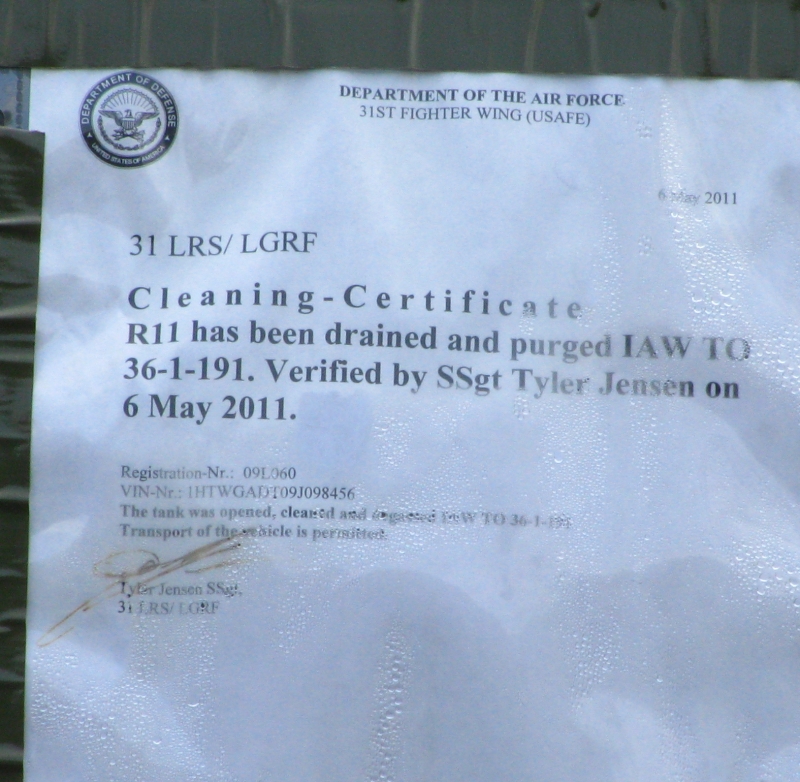 DEPARTMENT OF DEFENSE
UNITED STATES OF AMERICA
DEPARTMENT OF THE AIR FORCE
31ST FIGHTER WING (USAFE)
6 May 2011
31 LRS/ LGRF
Cleaning-Certificate
R11 has been drained and purged IAW TO
36-1-191. Verified by SSgt Tyler Jensen on
6 May 2011.
Registration-Nr.: 09L060
VIN-Nr.: 1HTWGADT09J098456
The tank was opened, cleaned and degassed IAW TO 36-1-191
Transport of the vehicle is permitted.
Tyler Jensen SSgt,
31 LRS/ LGRF